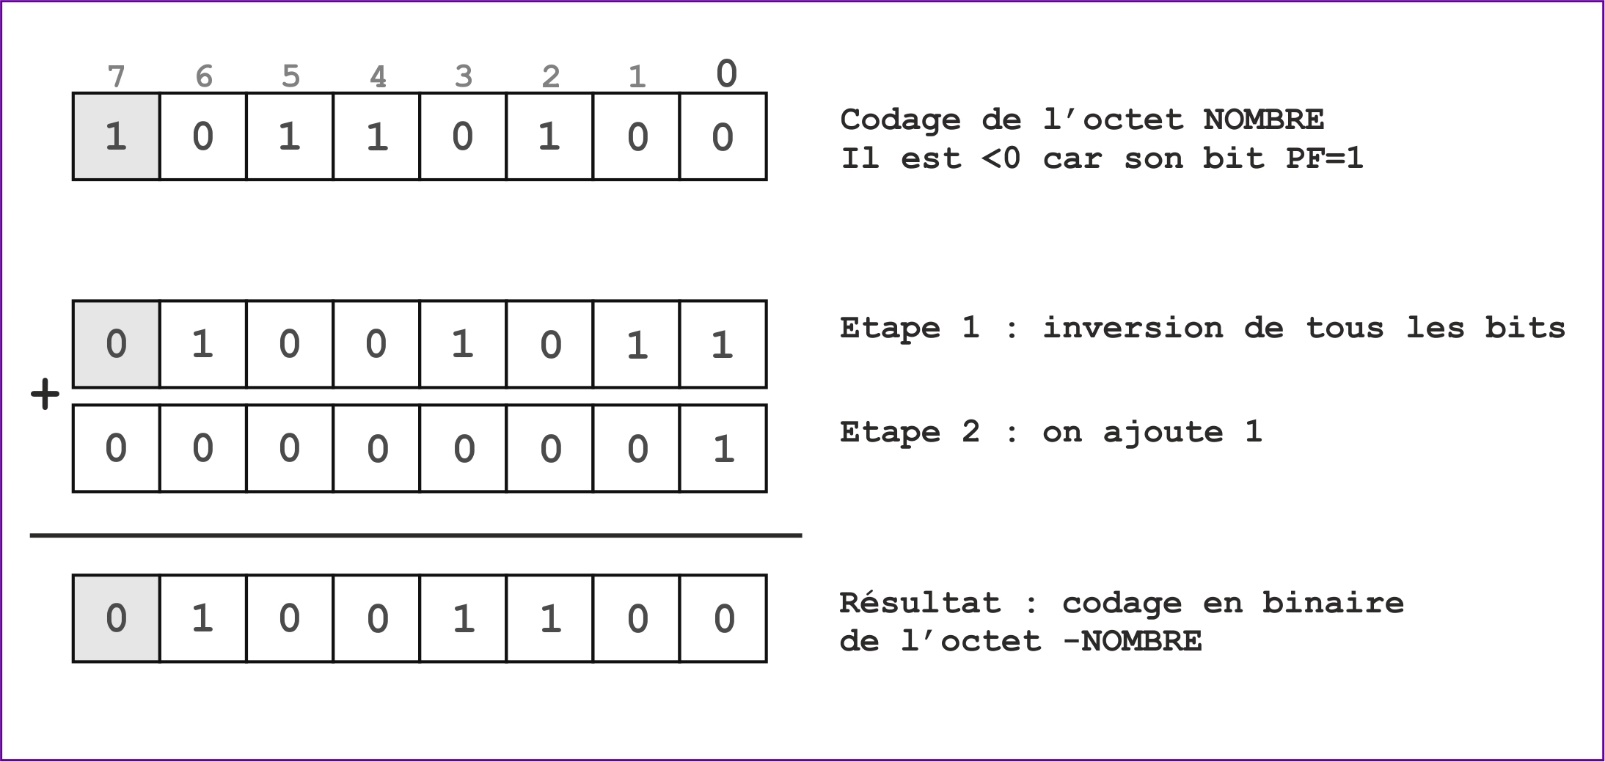 7 6 5 4 3 2 1 0
1 0 1 1 0 1 0 0
Codage de l’octet NOMBRE
Il est <0 car son bit PF=1
0 1 0 0 1 0 1 1
Etape 1 : inversion de tous les bits
+
0 0 0 0 0 0 0 1
Etape 2 : on ajoute 1
0 1 0 0 1 1 0 0
Résultat : codage en binaire
de l’octet -NOMBRE